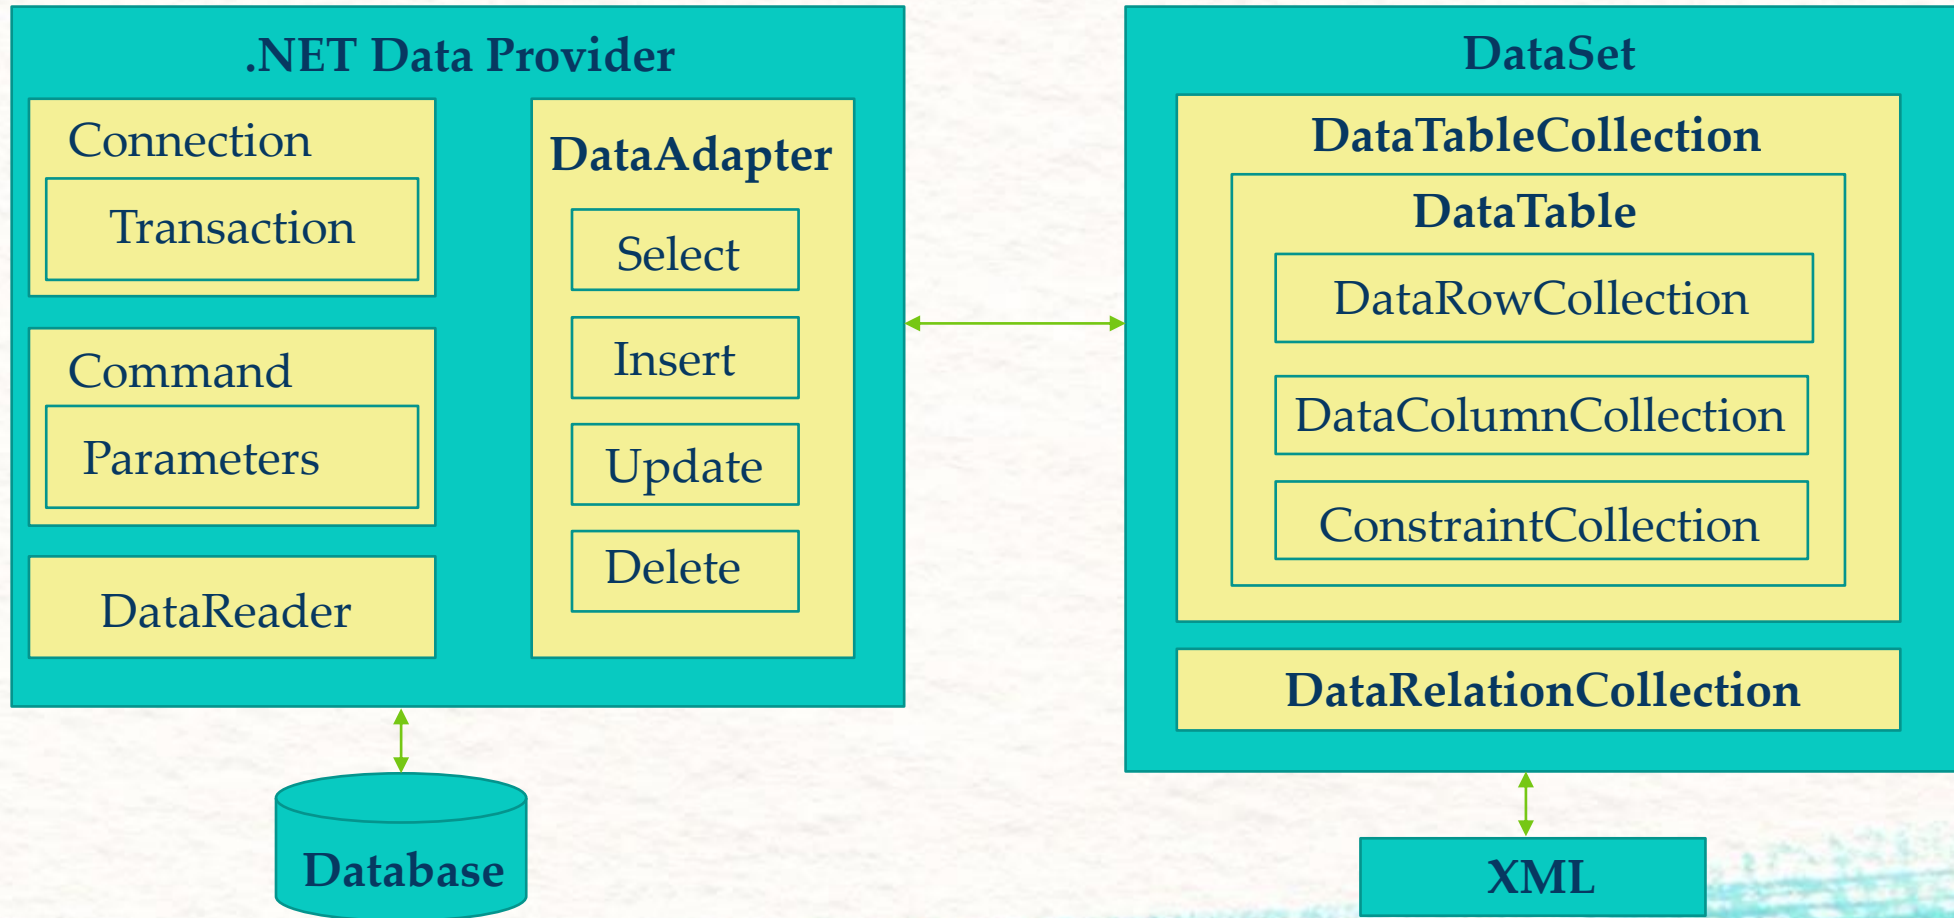 .NET Data Provider
Connection
Transaction
Command
Parameters
DataReader
DataAdapter
Select
Insert
Update
Delete
Database
DataSet
DataTableCollection
DataTable
DataRowCollection
DataColumnCollection
ConstraintCollection
DataRelationCollection
XML